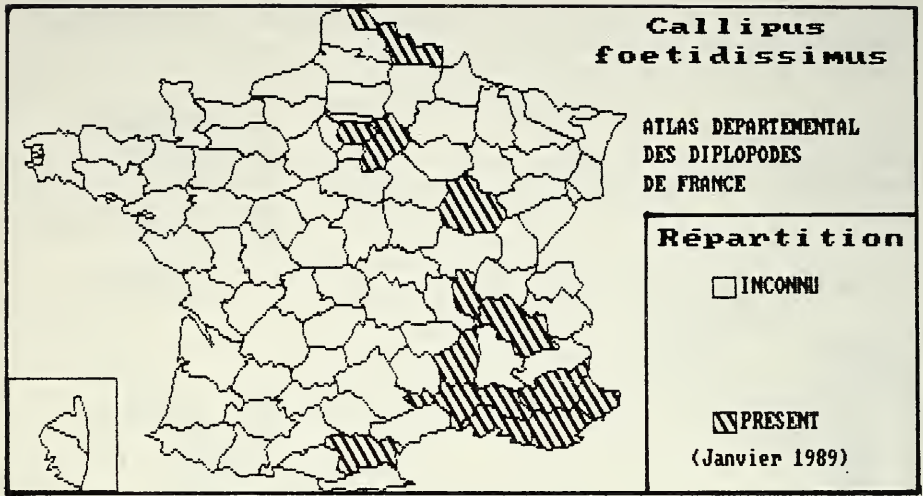 Callipus
foetidissimus
ATLAS DEPARTEMENTAL
DES DIPLOPODES
DE FRANCE
Répartition
INCONNU
PRESENT
(Janvier 1989)